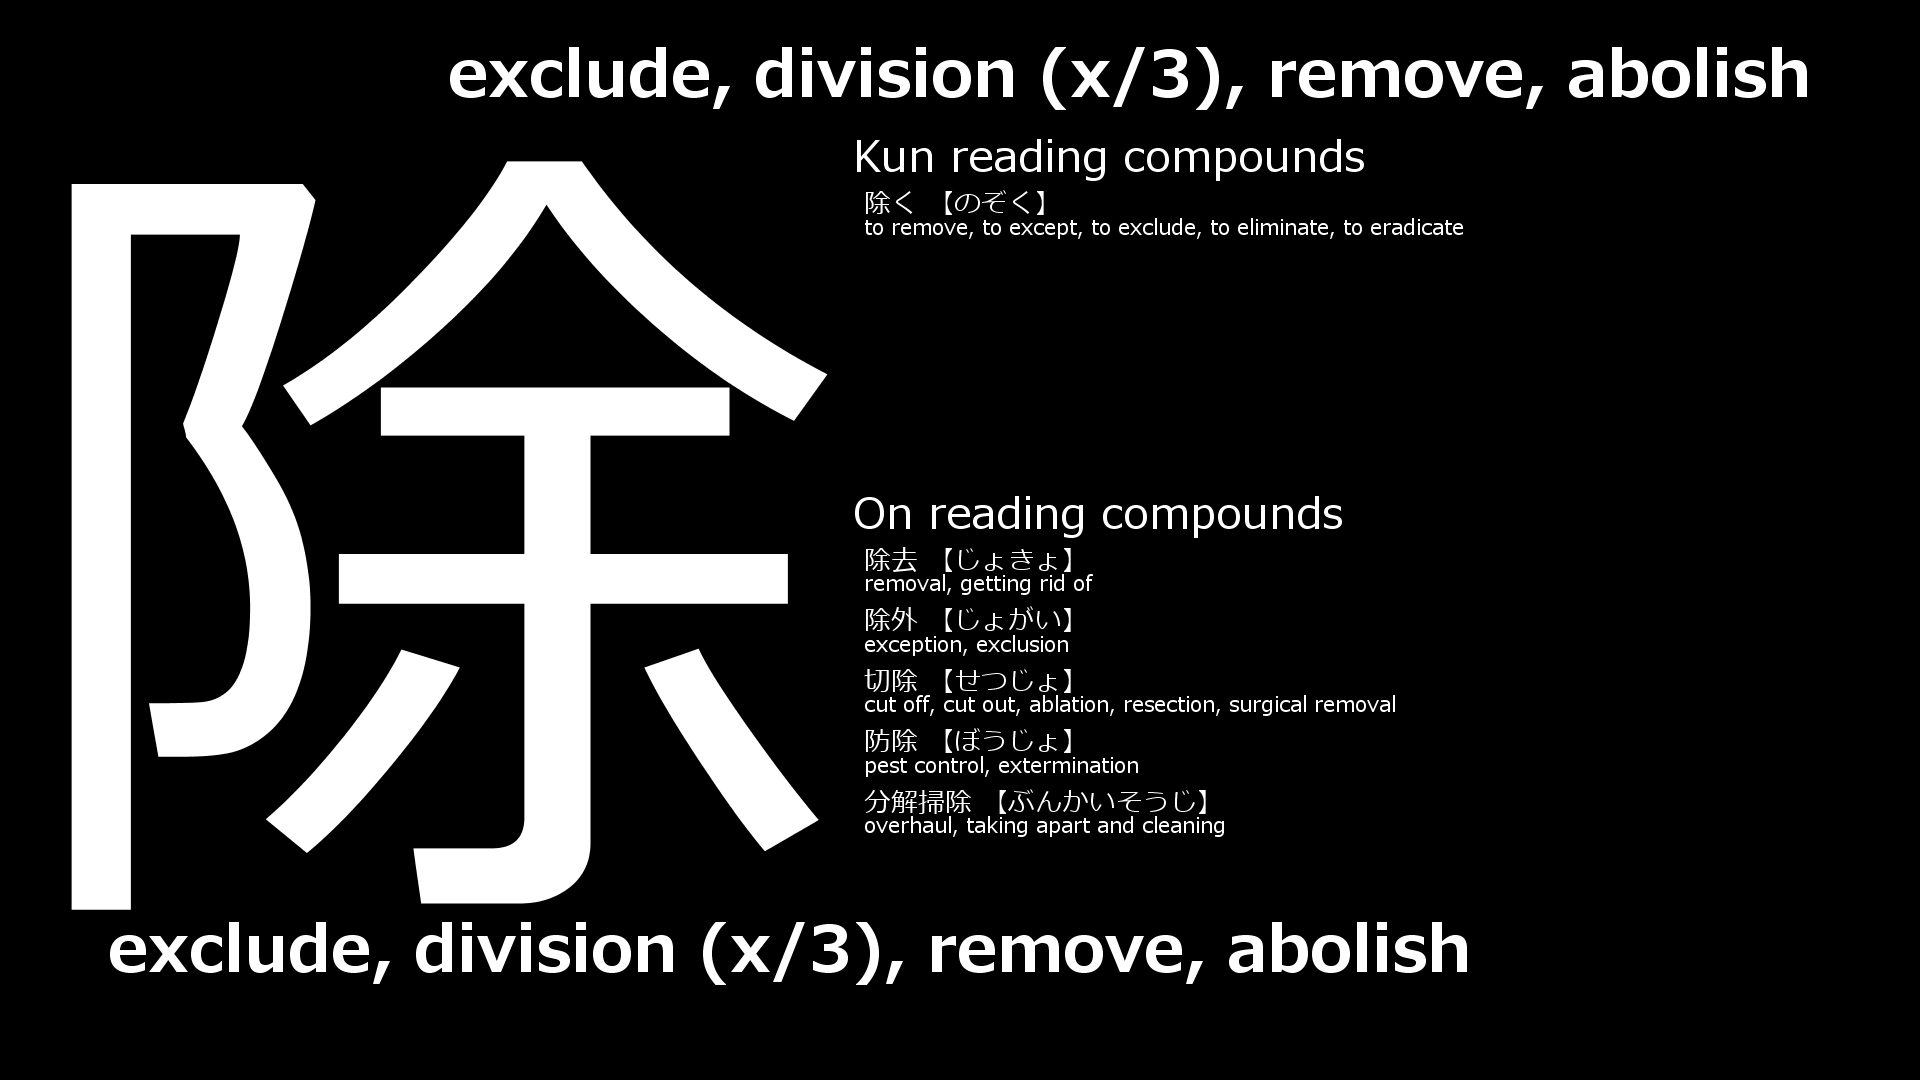 exclude, division (x/3), remove, abolish
除
Kun reading compounds
除く 【のぞく】
to remove, to except, to exclude, to eliminate, to eradicate
On reading compounds
除去 【じょきょ】
removal, getting rid of
除外 【じょがい】
exception, exclusion
切除 【せつじょ】
cut off, cut out, ablation, resection, surgical removal
防除 【ぼうじょ】
pest control, extermination
分解掃除 【ぶんかいそうじ】
overhaul, taking apart and cleaning
exclude, division (x/3), remove, abolish